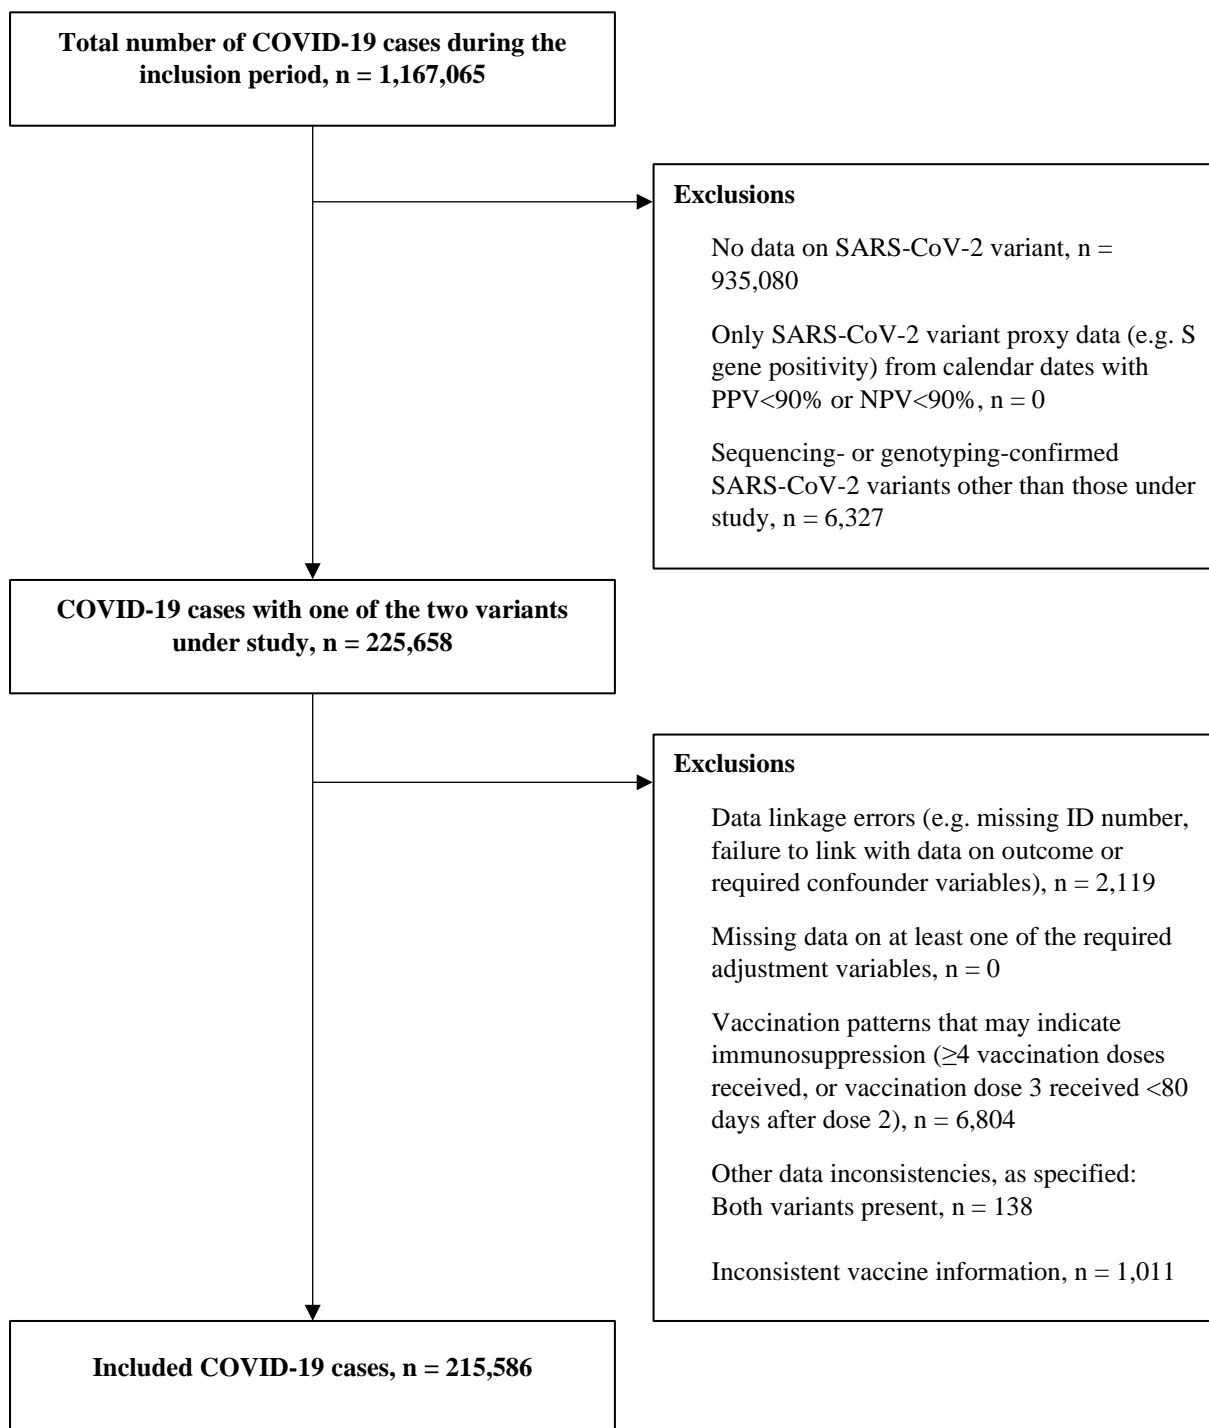 Total number of COVID-19 cases during the
inclusion period, n = 1,167,065
Exclusions
No data on SARS-CoV-2 variant, n =
935,080
Only SARS-CoV-2 variant proxy data (e.g. S
gene positivity) from calendar dates with
PPV<90% or NPV<90%, n = 0
Sequencing- or genotyping-confirmed
SARS-CoV-2 variants other than those under
study, n = 6,327
COVID-19 cases with one of the two variants
under study, n = 225,658
Exclusions
Data linkage errors (e.g. missing ID number,
failure to link with data on outcome or
required confounder variables), n = 2,119
Missing data on at least one of the required
adjustment variables, n = 0
Vaccination patterns that may indicate
immunosuppression (≥4 vaccination doses
received, or vaccination dose 3 received <80
days after dose 2), n = 6,804
Other data inconsistencies, as specified:
Both variants present, n = 138
Inconsistent vaccine information, n = 1,011
Included COVID-19 cases, n = 215,586